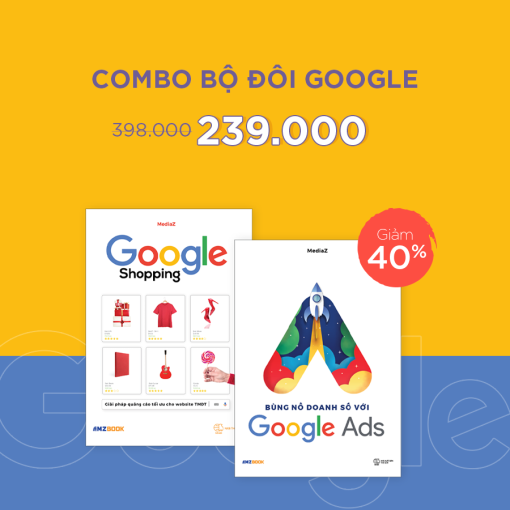 COMBO BỘ ĐÔI GOOGLE
398.000 239.000
Giảm
40%
MediaZ
Google
Shopping
Giải pháp quảng cáo tối ưu cho website TMĐT
#MZBOOK
MediaZ
BÙNG NỔ DOANH SỐ VỚI
Google Ads
#MZBOOK
Google